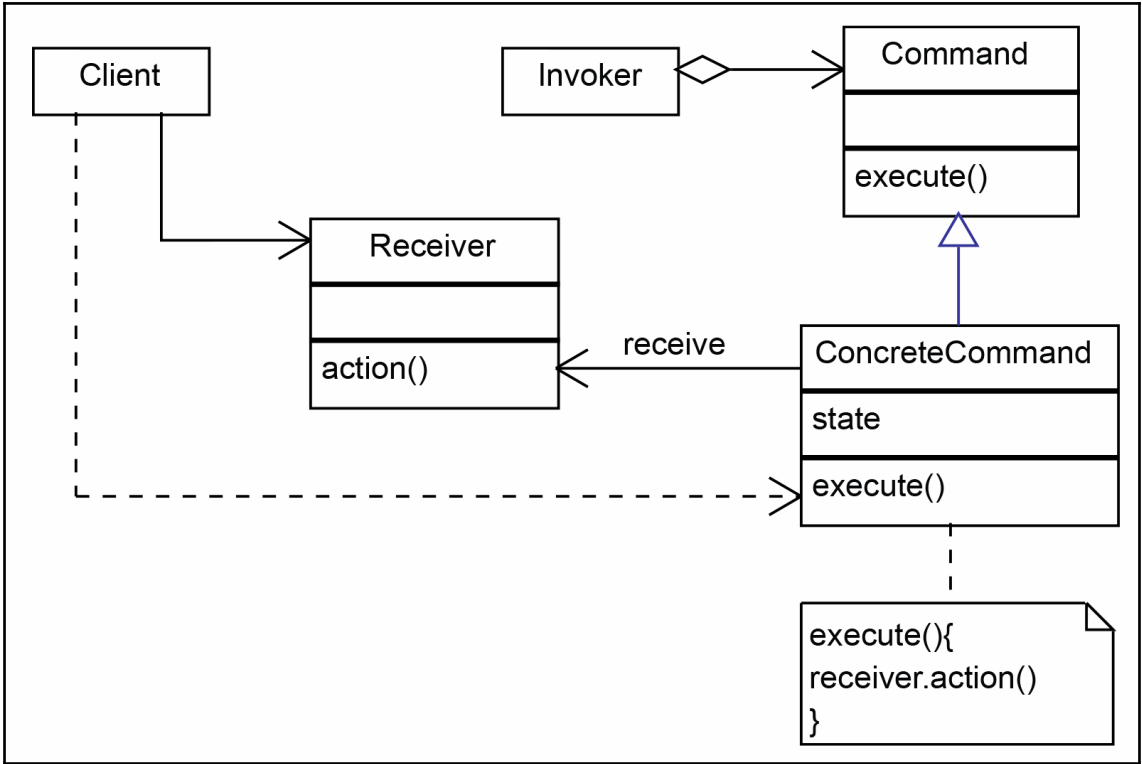 Client
Invoker
Command
execute()
Receiver
action()
receive
ConcreteCommand
state
execute()
execute(){
receiver.action()
}